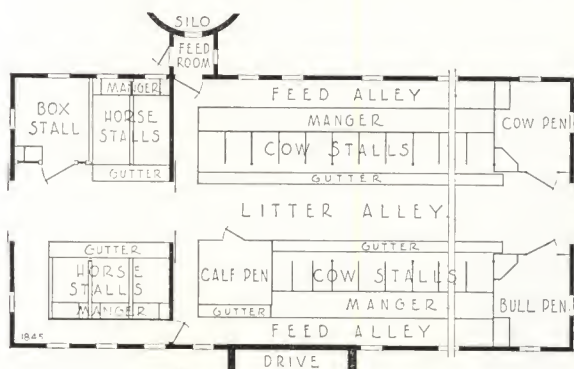 SILO
FEED
ROOM
MANGER
FEED ALLEY
BOX
STALL
HORSE
STALLS
MANGER
COW PEN
COW STALLS
GUTTER
GUTTER
LITTER ALLEY
GUTTER
GUTTER
HORSE
STALLS
CALF PEN
COW STALLS
MANGER
GUTTER
MANGER
BULL PEN
1845
FEED ALLEY
DRIVE